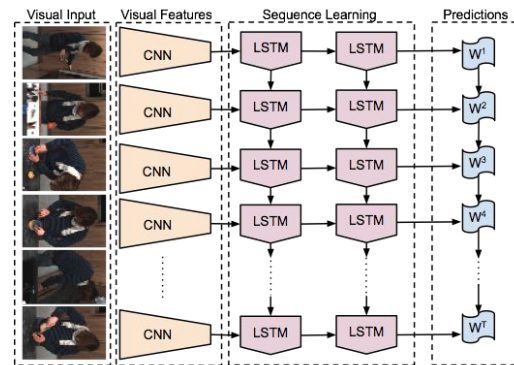 Visual Input Visual Features Sequence Learning Predictions
CNN LSTM LSTM W¹
CNN LSTM LSTM W²
CNN LSTM LSTM W³
CNN LSTM LSTM W⁴
CNN LSTM LSTM Wᵀ